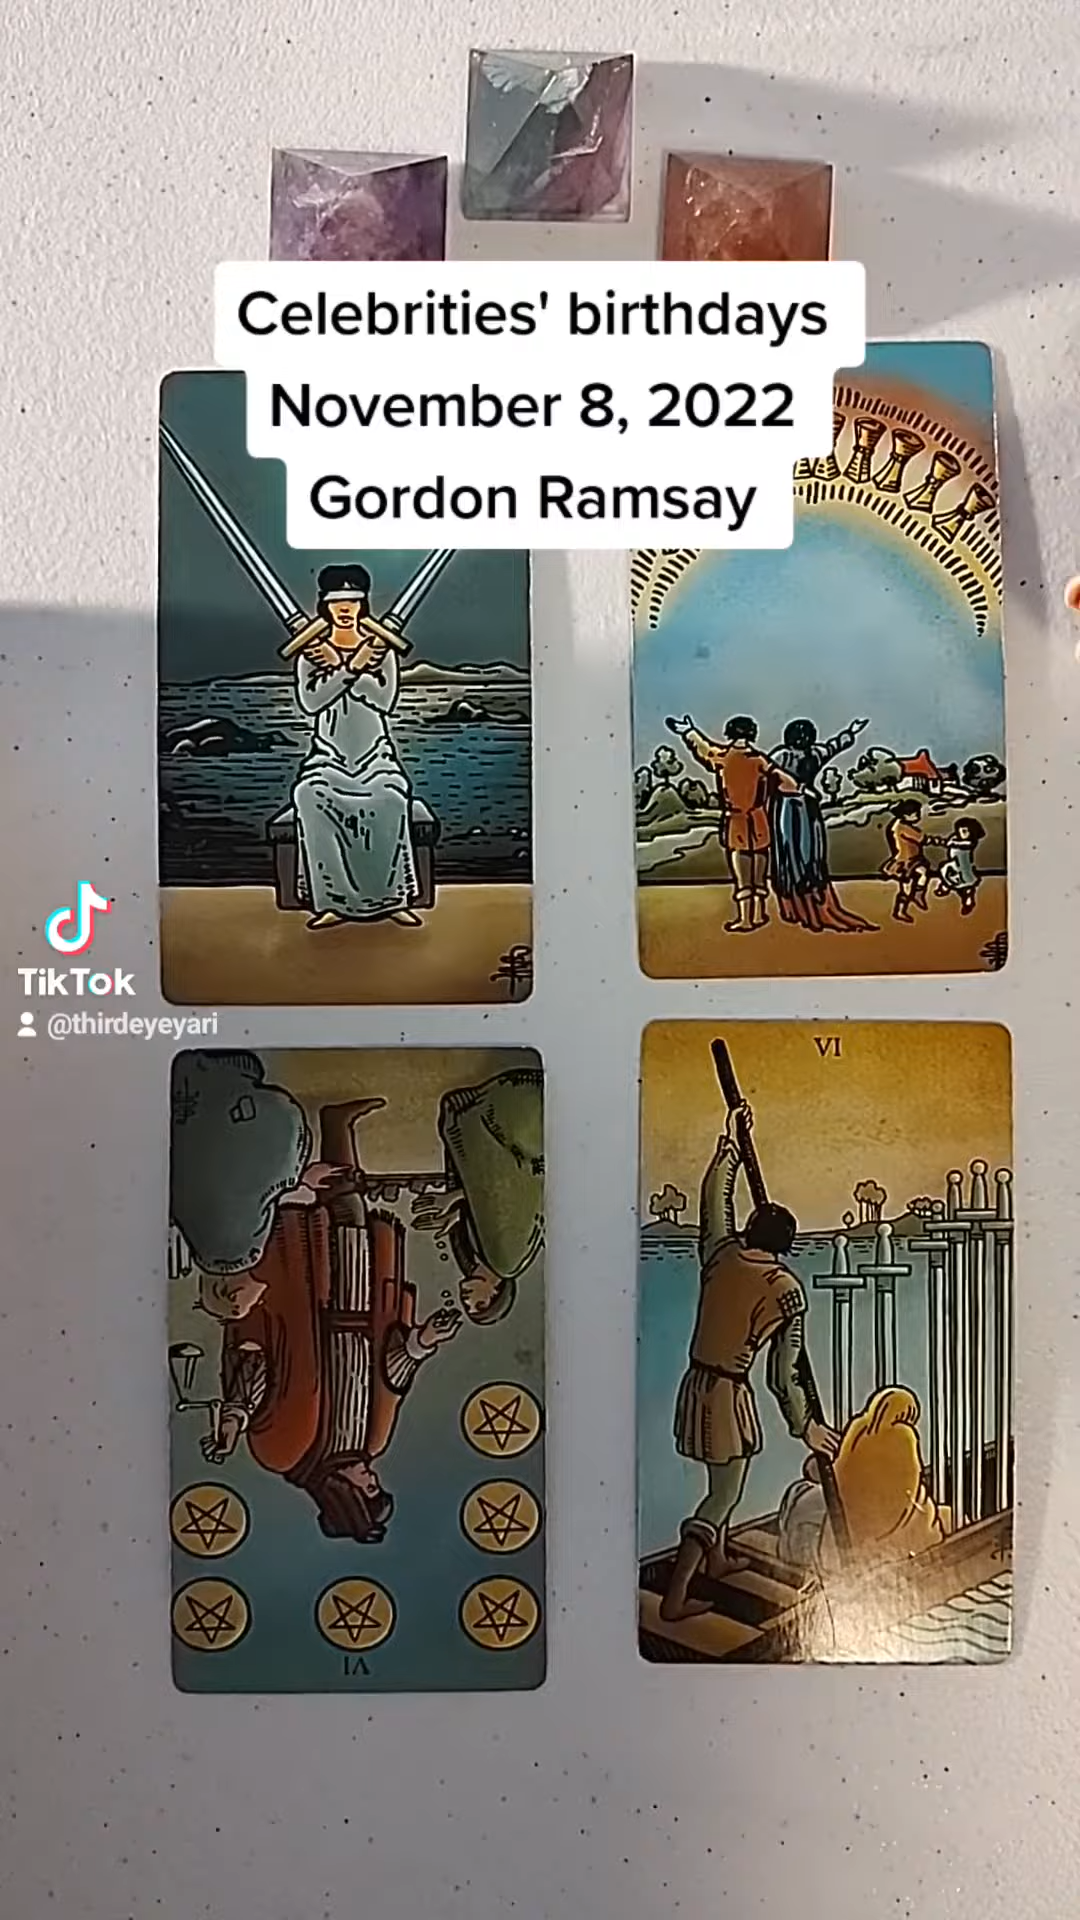 Celebrities' birthdays
November 8, 2022
Gordon Ramsay
TikTok
@thirdeyeyari
VI
VI